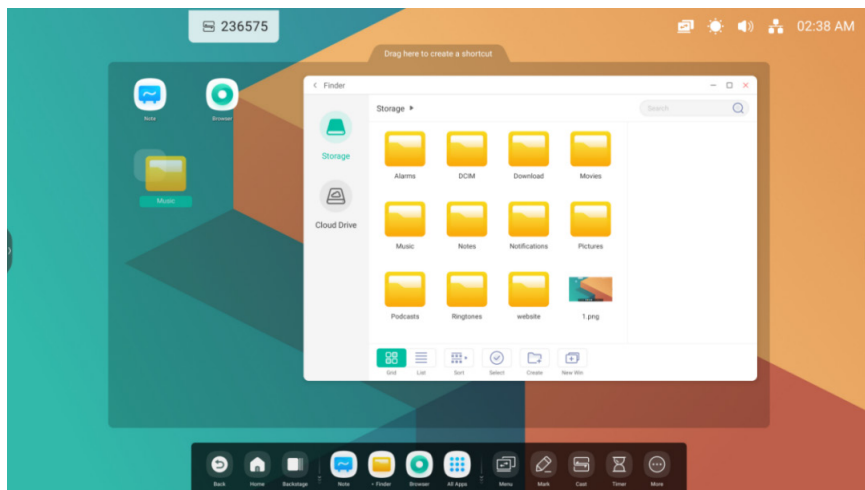 236575
02:38 AM
Drag here to create a shortcut
Note
Browser
Music
Finder
Storage
Search
Storage
Cloud Drive
Alarms
DCIM
Download
Movies
Music
Notes
Notifications
Pictures
Podcasts
Ringtones
website
1.png
Grid
List
Sort
Select
Create
New Win
Back
Home
Backstage
Note
• Finder
Browser
All Apps
Menu
Mark
Cast
Timer
More